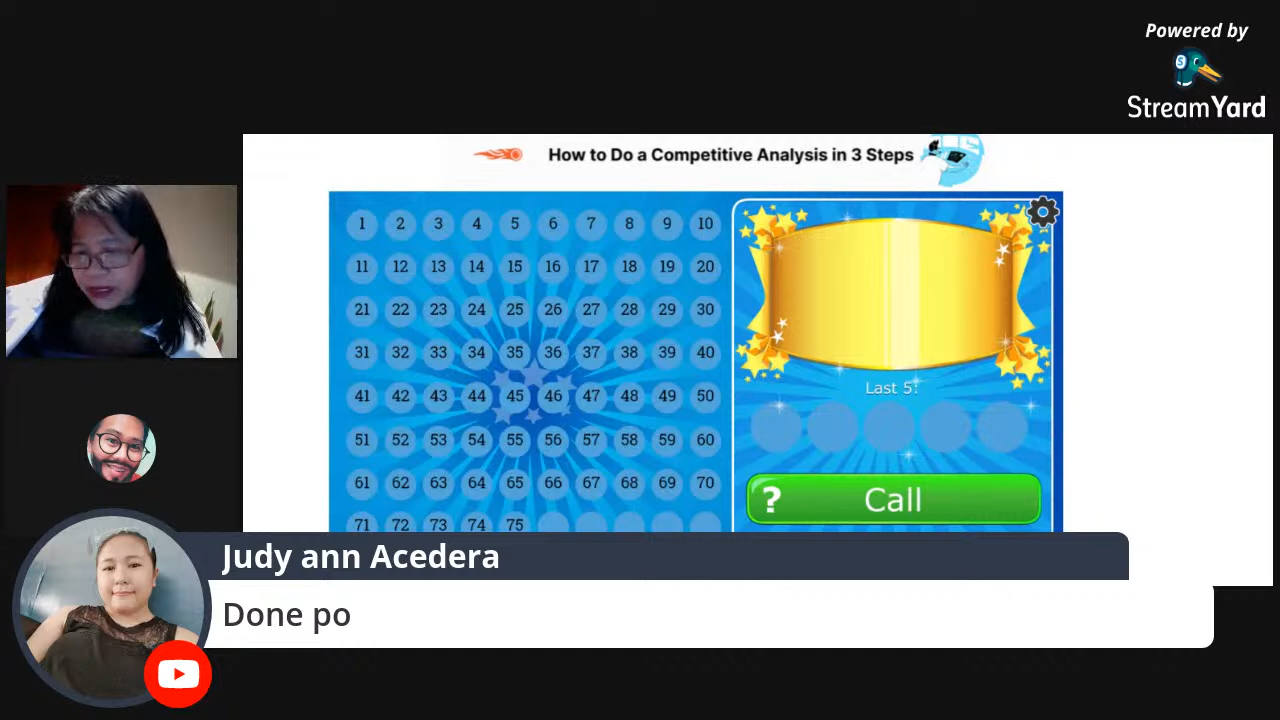 Powered by
StreamYard
How to Do a Competitive Analysis in 3 Steps
1 2 3 4 5 6 7 8 9 10
11 12 13 14 15 16 17 18 19 20
21 22 23 24 25 26 27 28 29 30
31 32 33 34 35 36 37 38 39 40
41 42 43 44 45 46 47 48 49 50
51 52 53 54 55 56 57 58 59 60
61 62 63 64 65 66 67 68 69 70
71 72 73 74 75
Last 5:
? Call
Judy ann Acedera
Done po